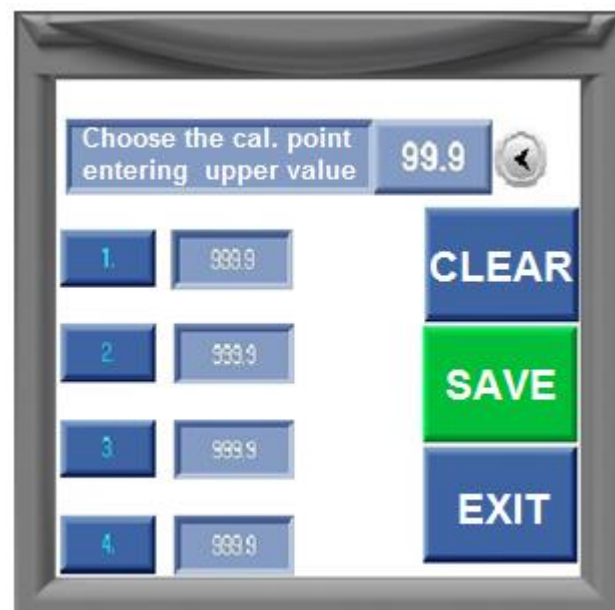 Choose the cal. point
entering upper value
99.9
1.
999.9
CLEAR
2.
999.9
SAVE
3.
999.9
4.
999.9
EXIT